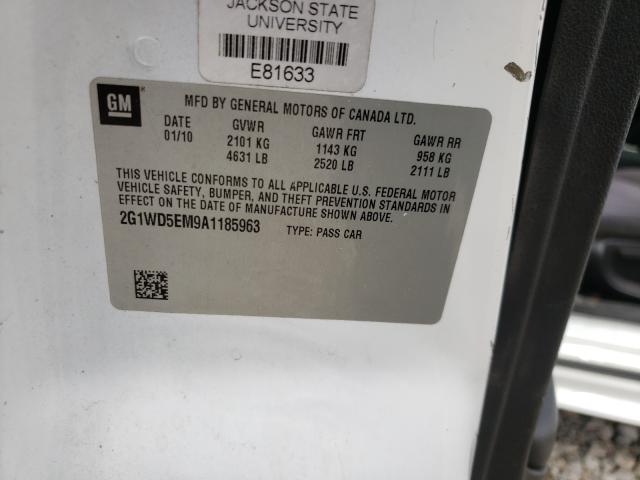 JACKSON STATE
UNIVERSITY
E81633
GM
MFD BY GENERAL MOTORS OF CANADA LTD.
DATE GVWR GAWR FRT GAWR RR
01/10 2101 KG 1143 KG 958 KG
4631 LB 2520 LB 2111 LB
THIS VEHICLE CONFORMS TO ALL APPLICABLE U.S. FEDERAL MOTOR
VEHICLE SAFETY, BUMPER, AND THEFT PREVENTION STANDARDS IN
EFFECT ON THE DATE OF MANUFACTURE SHOWN ABOVE.
2G1WD5EM9A1185963 TYPE: PASS CAR